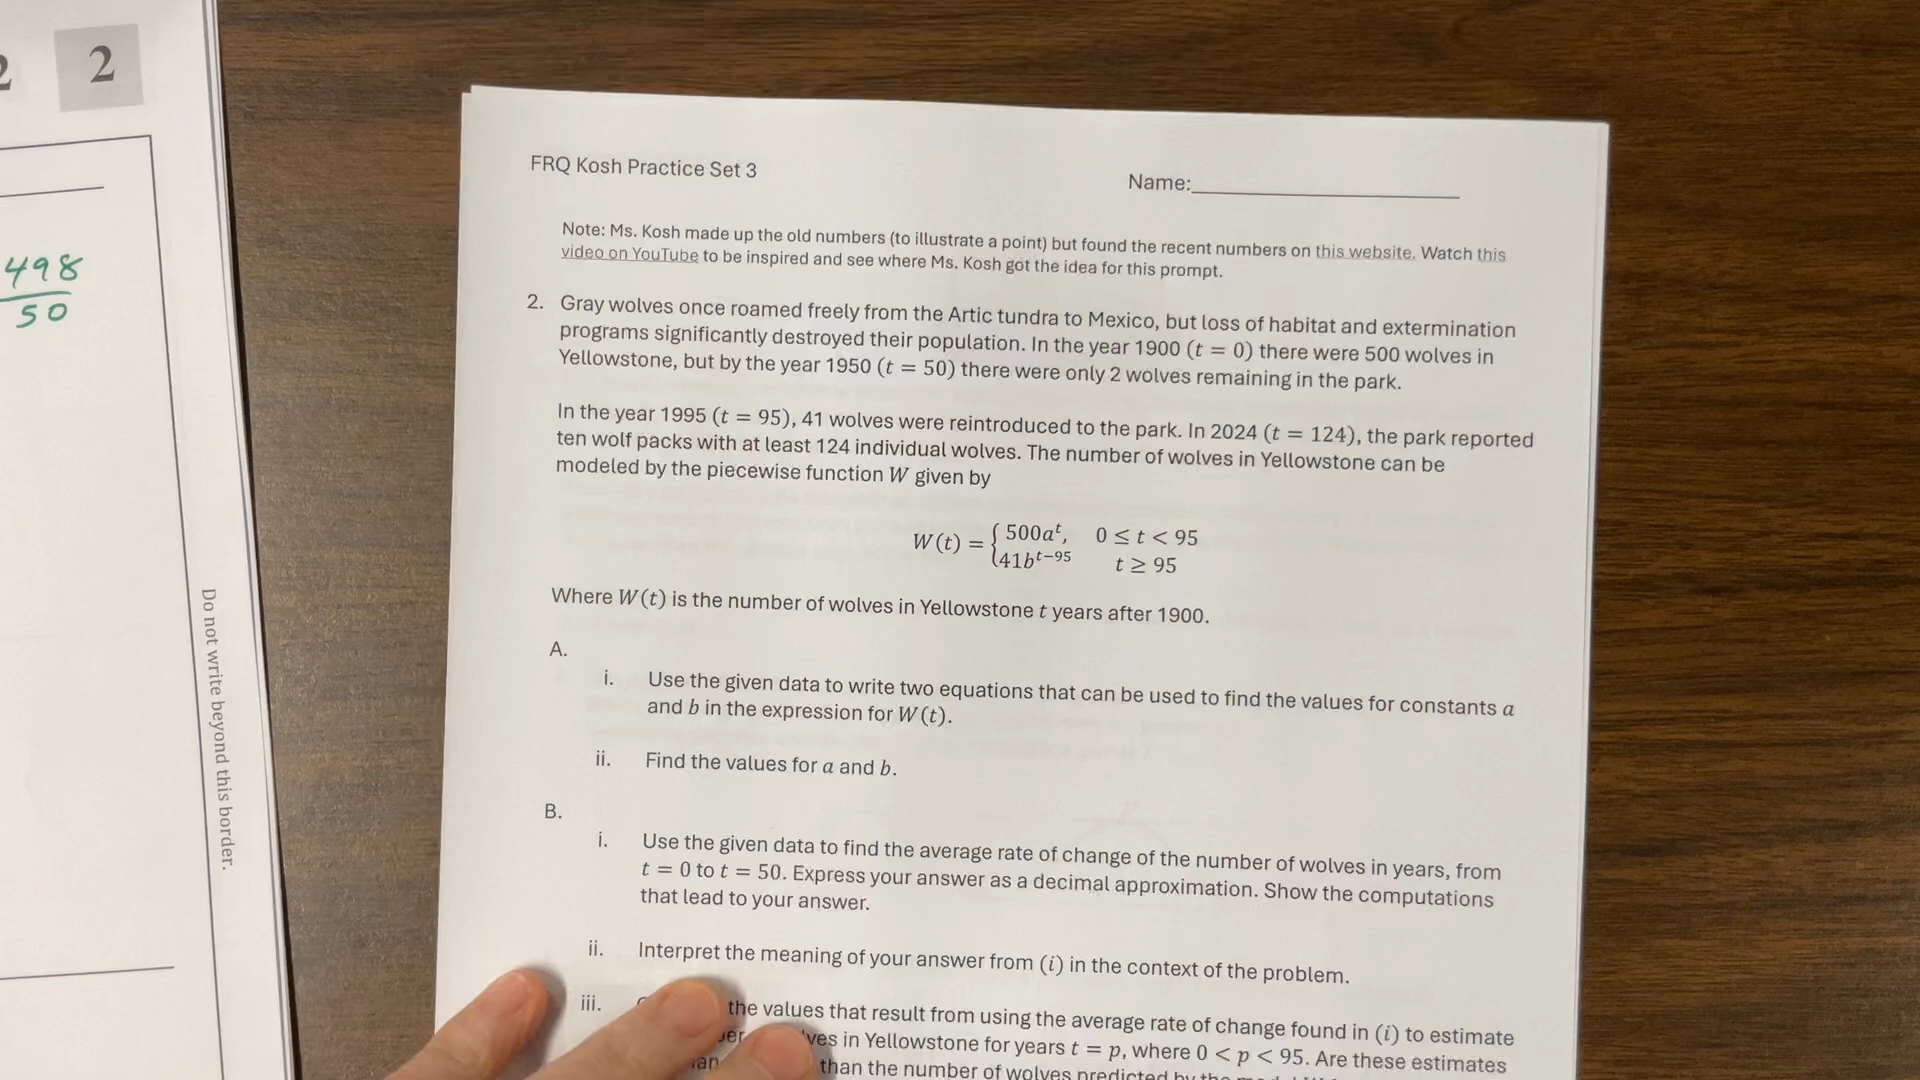 2
498
50
Do not write beyond this border.
FRQ Kosh Practice Set 3
Name:
Note: Ms. Kosh made up the old numbers (to illustrate a point) but found the recent numbers on this website. Watch this
video on YouTube to be inspired and see where Ms. Kosh got the idea for this prompt.
2. Gray wolves once roamed freely from the Artic tundra to Mexico, but loss of habitat and extermination
programs significantly destroyed their population. In the year 1900 (t = 0) there were 500 wolves in
Yellowstone, but by the year 1950 (t = 50) there were only 2 wolves remaining in the park.
In the year 1995 (t = 95), 41 wolves were reintroduced to the park. In 2024 (t = 124), the park reported
ten wolf packs with at least 124 individual wolves. The number of wolves in Yellowstone can be
modeled by the piecewise function W given by
W(t) = { 500a^t, 0 ≤ t < 95
41b^{t−95} t ≥ 95
Where W(t) is the number of wolves in Yellowstone t years after 1900.
A.
i. Use the given data to write two equations that can be used to find the values for constants a
and b in the expression for W(t).
ii. Find the values for a and b.
B.
i. Use the given data to find the average rate of change of the number of wolves in years, from
t = 0 to t = 50. Express your answer as a decimal approximation. Show the computations
that lead to your answer.
ii. Interpret the meaning of your answer from (i) in the context of the problem.
iii. the values that result from using the average rate of change found in (i) to estimate
in Yellowstone for years t = p, where 0 < p < 95. Are these estimates
than the number of wolves predicted by